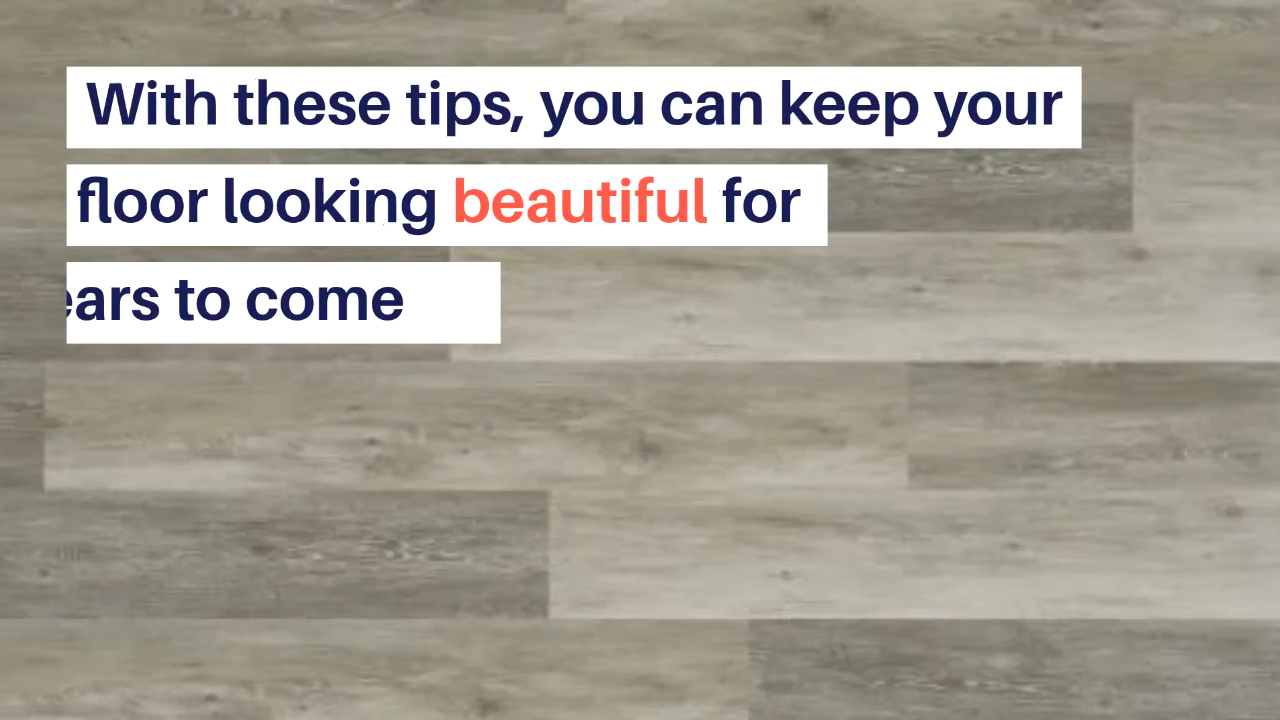 With these tips, you can keep your
floor looking beautiful for
ears to come